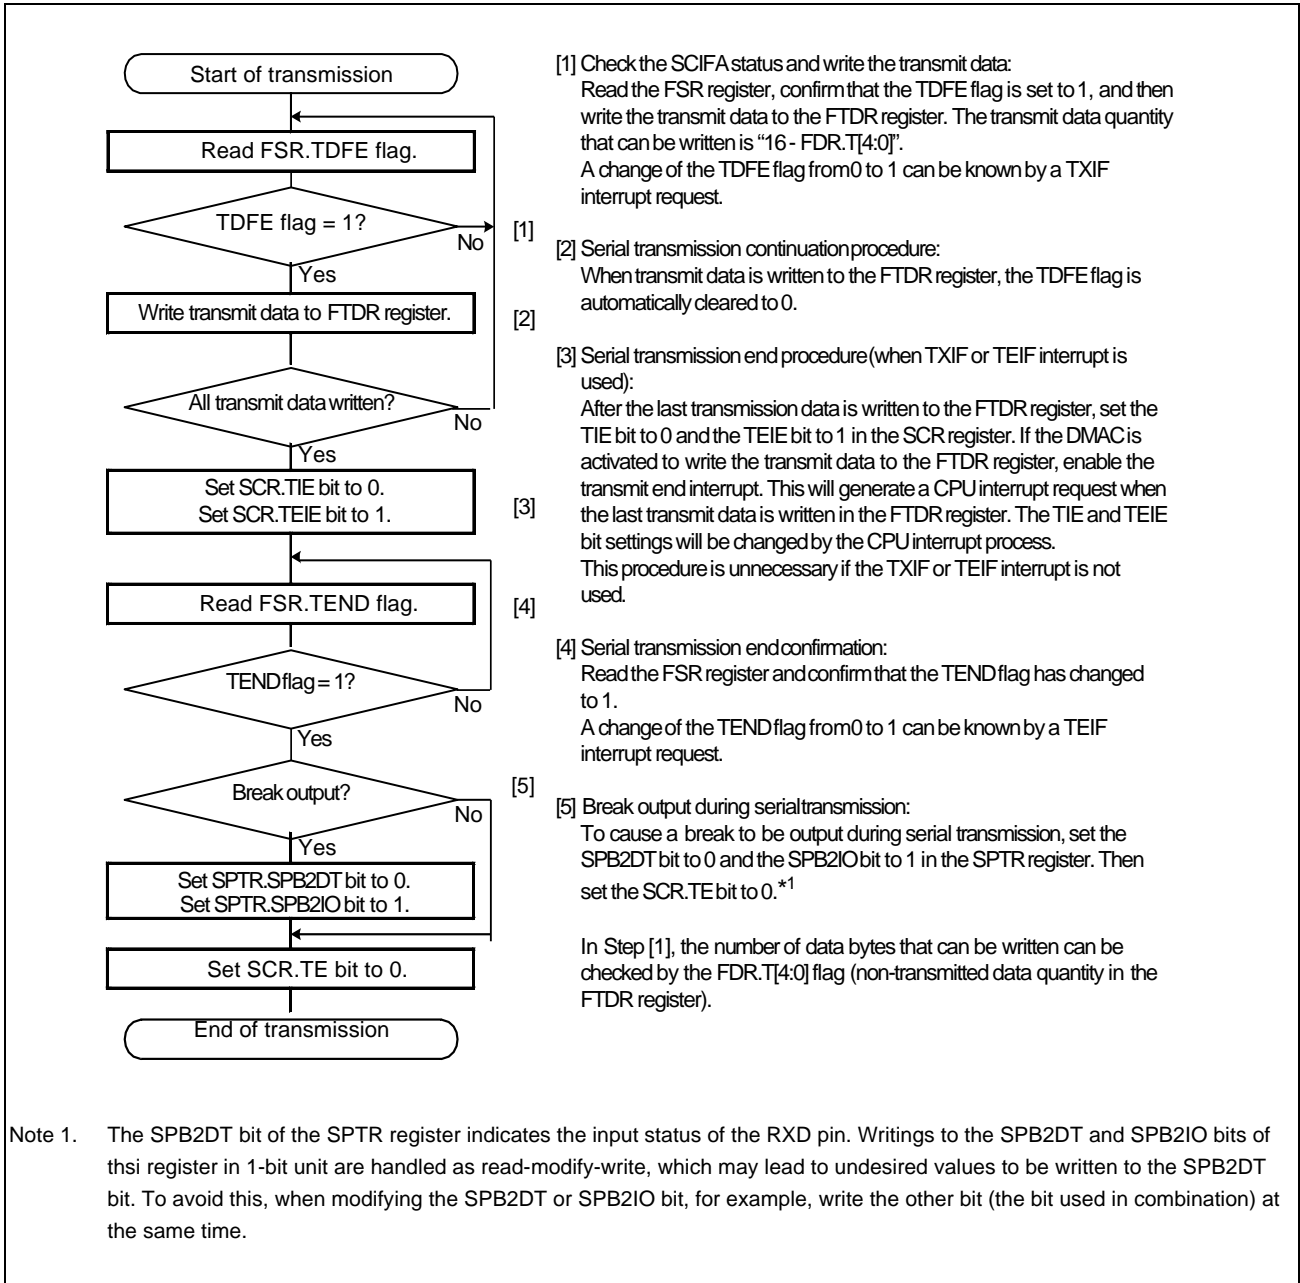 Start of transmission
Read FSR.TDFE flag.
TDFE flag = 1?
No
[1]
Yes
Write transmit data to FTDR register.
[2]
All transmit data written?
No
Yes
Set SCR.TIE bit to 0.
Set SCR.TEIE bit to 1.
[3]
Read FSR.TEND flag.
[4]
TEND flag = 1?
No
Yes
Break output?
[5]
No
Yes
Set SPTR.SPB2DT bit to 0.
Set SPTR.SPB2IO bit to 1.
Set SCR.TE bit to 0.
End of transmission
[1] Check the SCIFA status and write the transmit data:
Read the FSR register, confirm that the TDFE flag is set to 1, and then
write the transmit data to the FTDR register. The transmit data quantity
that can be written is “16 - FDR.T[4:0]”.
A change of the TDFE flag from 0 to 1 can be known by a TXIF
interrupt request.
[2] Serial transmission continuation procedure:
When transmit data is written to the FTDR register, the TDFE flag is
automatically cleared to 0.
[3] Serial transmission end procedure (when TXIF or TEIF interrupt is
used):
After the last transmission data is written to the FTDR register, set the
TIE bit to 0 and the TEIE bit to 1 in the SCR register. If the DMAC is
activated to write the transmit data to the FTDR register, enable the
transmit end interrupt. This will generate a CPU interrupt request when
the last transmit data is written in the FTDR register. The TIE and TEIE
bit settings will be changed by the CPU interrupt process.
This procedure is unnecessary if the TXIF or TEIF interrupt is not
used.
[4] Serial transmission end confirmation:
Read the FSR register and confirm that the TEND flag has changed
to 1.
A change of the TEND flag from 0 to 1 can be known by a TEIF
interrupt request.
[5] Break output during serial transmission:
To cause a break to be output during serial transmission, set the
SPB2DT bit to 0 and the SPB2IO bit to 1 in the SPTR register. Then
set the SCR.TE bit to 0.*1
In Step [1], the number of data bytes that can be written can be
checked by the FDR.T[4:0] flag (non-transmitted data quantity in the
FTDR register).
Note 1. The SPB2DT bit of the SPTR register indicates the input status of the RXD pin. Writings to the SPB2DT and SPB2IO bits of
thsi register in 1-bit unit are handled as read-modify-write, which may lead to undesired values to be written to the SPB2DT
bit. To avoid this, when modifying the SPB2DT or SPB2IO bit, for example, write the other bit (the bit used in combination) at
the same time.